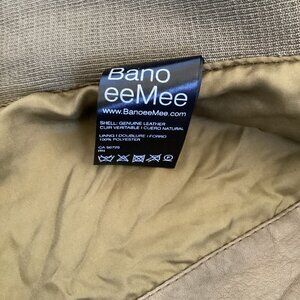 Bano
eeMee
www.BanoeeMee.com
SHELL: GENUINE LEATHER
CUIR VERITABLE I CUERO NATURAL
LINING I DOUBLURE I FORRO
100% POLYESTER